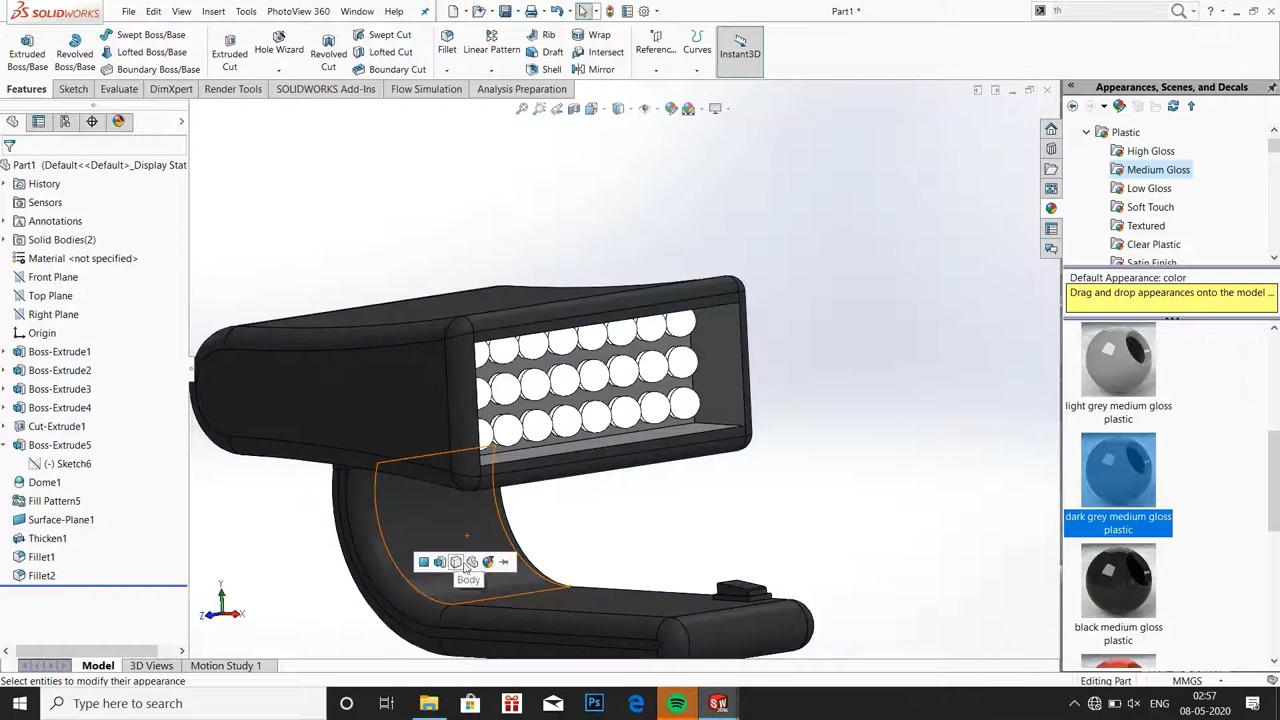 SOLIDWORKS File Edit View Insert Tools PhotoView 360 Window Help Part1 * th
Extruded Boss/Base Revolved Boss/Base Swept Boss/Base Lofted Boss/Base Boundary Boss/Base Extruded Cut Hole Wizard Revolved Cut Swept Cut Lofted Cut Boundary Cut Fillet Linear Pattern Rib Draft Shell Wrap Intersect Mirror Referenc... Curves Instant3D
Features Sketch Evaluate DimXpert Render Tools SOLIDWORKS Add-Ins Flow Simulation Analysis Preparation
Part1 (Default<<Default>_Display Stat
History
Sensors
Annotations
Solid Bodies(2)
Material <not specified>
Front Plane
Top Plane
Right Plane
Origin
Boss-Extrude1
Boss-Extrude2
Boss-Extrude3
Boss-Extrude4
Cut-Extrude1
Boss-Extrude5
(-) Sketch6
Dome1
Fill Pattern5
Surface-Plane1
Thicken1
Fillet1
Fillet2
Y
Z
X
Body
Appearances, Scenes, and Decals
Plastic
High Gloss
Medium Gloss
Low Gloss
Soft Touch
Textured
Clear Plastic
Satin Finish
Default Appearance: color
Drag and drop appearances onto the model ...
light grey medium gloss
plastic
dark grey medium gloss
plastic
black medium gloss
plastic
Model 3D Views Motion Study 1
Select entities to modify their appearance Editing Part MMGS
Type here to search Ps SW 2016 ENG 02:57
08-05-2020